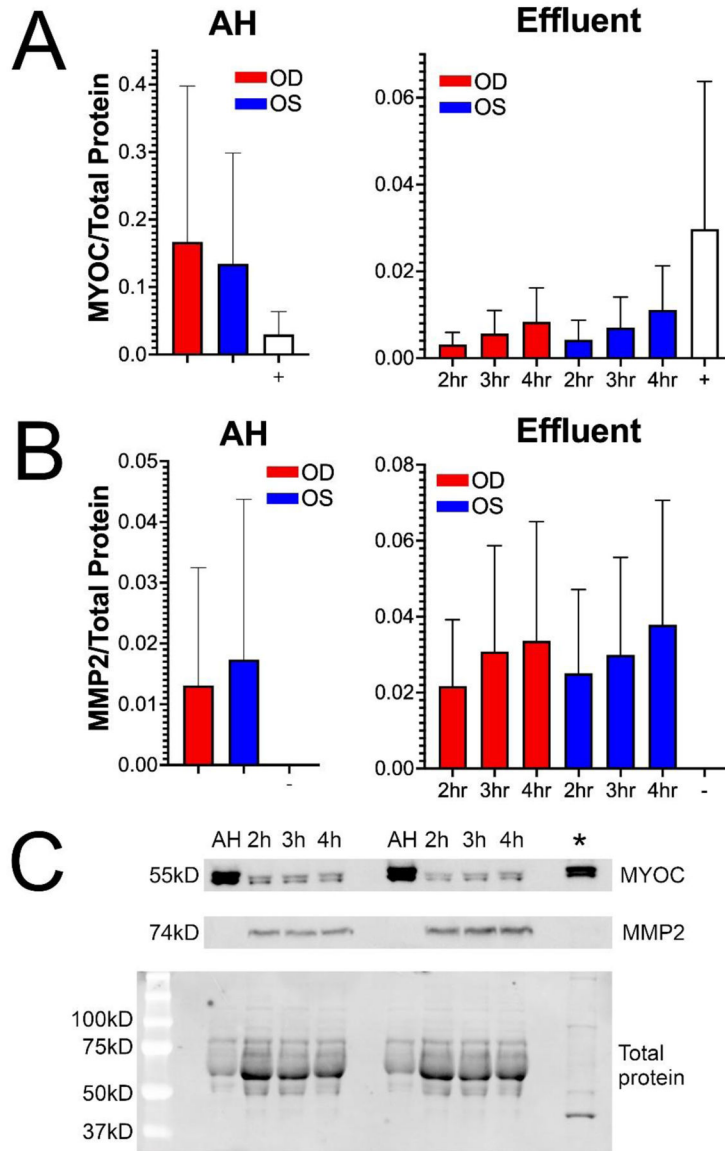 A
AH
Effluent
MYOC/Total Protein
0.4
0.3
0.2
0.1
0.0
OD
OS
+
0.06
0.04
0.02
0.00
OD
OS
2hr 3hr 4hr 2hr 3hr 4hr +
B
AH
Effluent
MMP2/Total Protein
0.05
0.04
0.03
0.02
0.01
0.00
OD
OS
-
0.08
0.06
0.04
0.02
0.00
OD
OS
2hr 3hr 4hr 2hr 3hr 4hr -
C
AH 2h 3h 4h AH 2h 3h 4h *
55kD MYOC
74kD MMP2
100kD
75kD
50kD
37kD
Total
protein